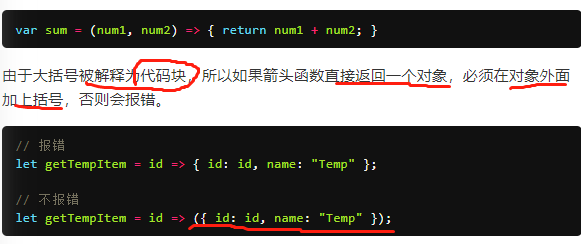 var sum = (num1, num2) => { return num1 + num2; }
由于大括号被解释为代码块，所以如果箭头函数直接返回一个对象，必须在对象外面
加上括号，否则会报错。
// 报错
let getTempItem = id => { id: id, name: "Temp" };
// 不报错
let getTempItem = id => ({ id: id, name: "Temp" });